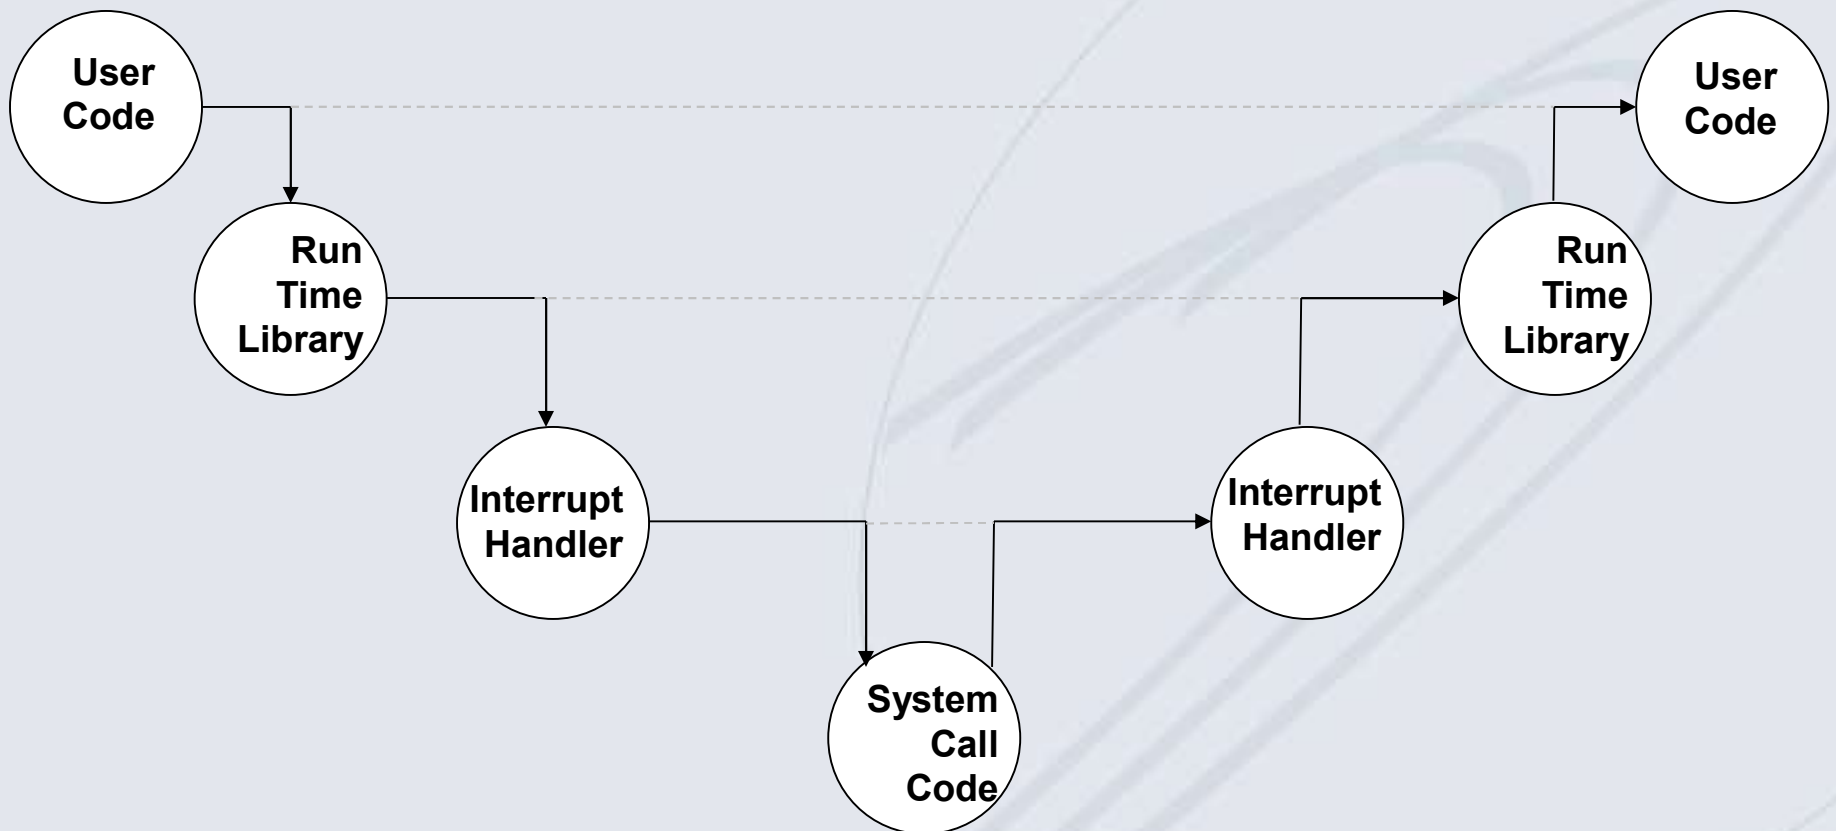 User
Code
User
Code
Run
Time
Library
Run
Time
Library
Interrupt
Handler
Interrupt
Handler
System
Call
Code